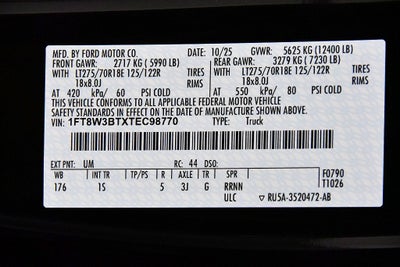 MFD. BY FORD MOTOR CO. 10/25 GVWR: 5625 KG (12400 LB)
FRONT GAWR: 2717 KG ( 5990 LB) REAR GAWR: 3279 KG ( 7230 LB)
WITH LT275/70R18E 125/122R TIRES WITH LT275/70R18E 125/122R TIRES
18x8.0J RIMS 18x8.0J RIMS
AT 420 kPa/ 60 PSI COLD AT 550 kPa/ 80 PSI COLD
THIS VEHICLE CONFORMS TO ALL APPLICABLE FEDERAL MOTOR VEHICLE
SAFETY STANDARDS IN EFFECT ON THE DATE OF MANUFACTURE SHOWN ABOVE.
VIN: 1FT8W3BTXTEC98770 TYPE: Truck
EXT PNT: UM RC: 44 DSO: F0790
WB INT TR TP/PS R AXLE TR SPR T1026
176 1S 5 3J G RRNN
ULC RU5A-3520472-AB